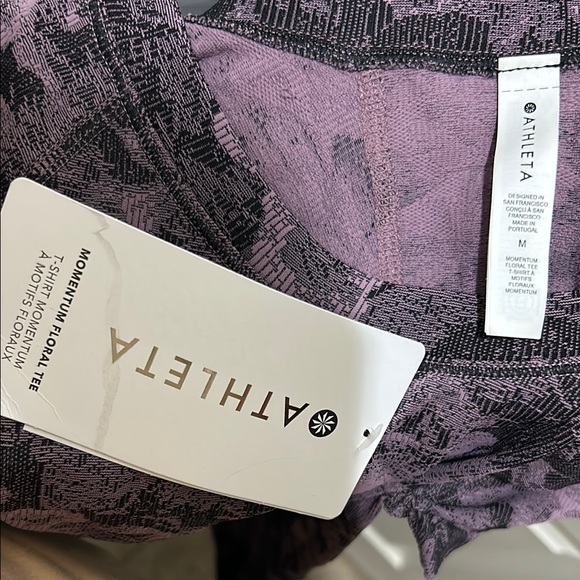 ATHLETA
MOMENTUM FLORAL TEE
T-SHIRT MOMENTUM
À MOTIFS FLORAUX
ATHLETA
DESIGNED IN
SAN FRANCISCO
CONÇU À SAN
FRANCISCO
MADE IN
PORTUGAL
M
MOMENTUM
FLORAL TEE
T-SHIRT À
MOTIFS
FLORAUX
MOMENTUM